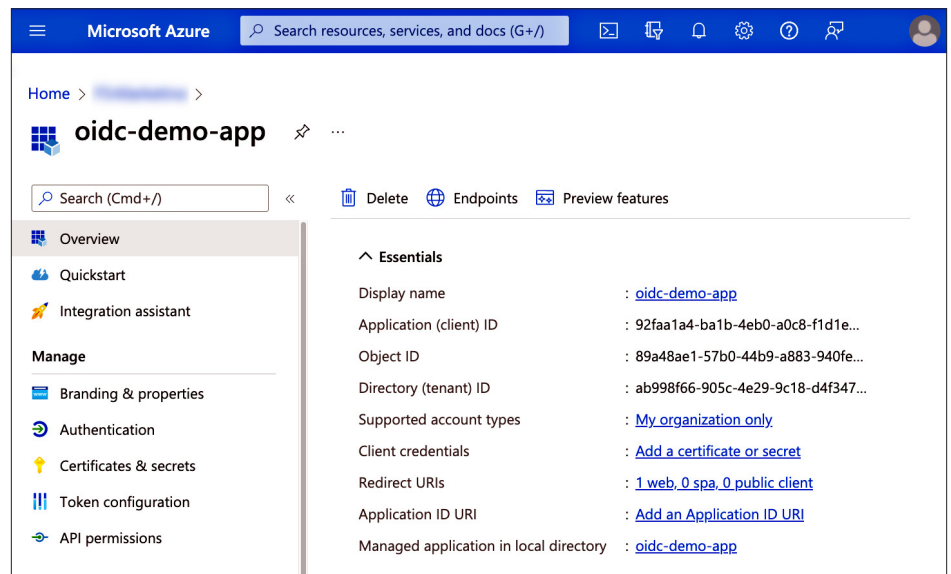 Microsoft Azure
Search resources, services, and docs (G+/)
Home > >
oidc-demo-app
...
Search (Cmd+/)
«
Delete
Endpoints
Preview features
Overview
Quickstart
Integration assistant
Manage
Branding & properties
Authentication
Certificates & secrets
Token configuration
API permissions
Essentials
Display name : oidc-demo-app
Application (client) ID : 92faa1a4-ba1b-4eb0-a0c8-f1d1e...
Object ID : 89a48ae1-57b0-44b9-a883-940fe...
Directory (tenant) ID : ab998f66-905c-4e29-9c18-d4f347...
Supported account types : My organization only
Client credentials : Add a certificate or secret
Redirect URIs : 1 web, 0 spa, 0 public client
Application ID URI : Add an Application ID URI
Managed application in local directory : oidc-demo-app